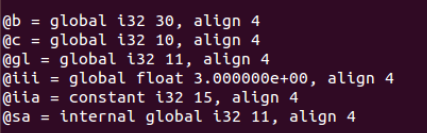 @b = global i32 30, align 4
@c = global i32 10, align 4
@gl = global i32 11, align 4
@iii = global float 3.000000e+00, align 4
@iia = constant i32 15, align 4
@sa = internal global i32 11, align 4